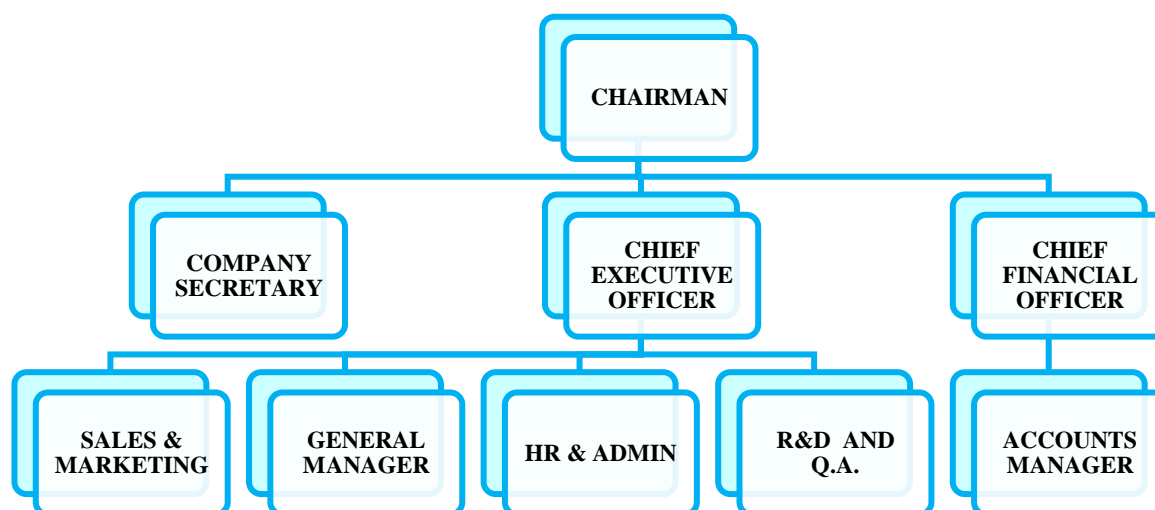 CHAIRMAN
COMPANY
SECRETARY
CHIEF
EXECUTIVE
OFFICER
CHIEF
FINANCIAL
OFFICER
SALES &
MARKETING
GENERAL
MANAGER
HR & ADMIN
R&D AND
Q.A.
ACCOUNTS
MANAGER